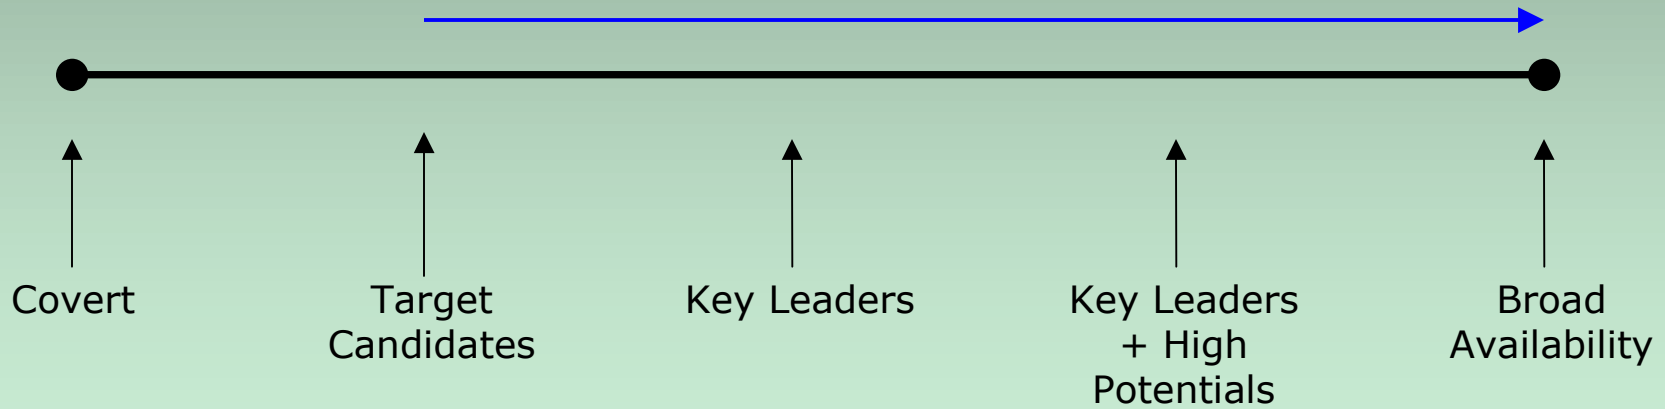 Covert
Target
Candidates
Key Leaders
Key Leaders
+ High
Potentials
Broad
Availability